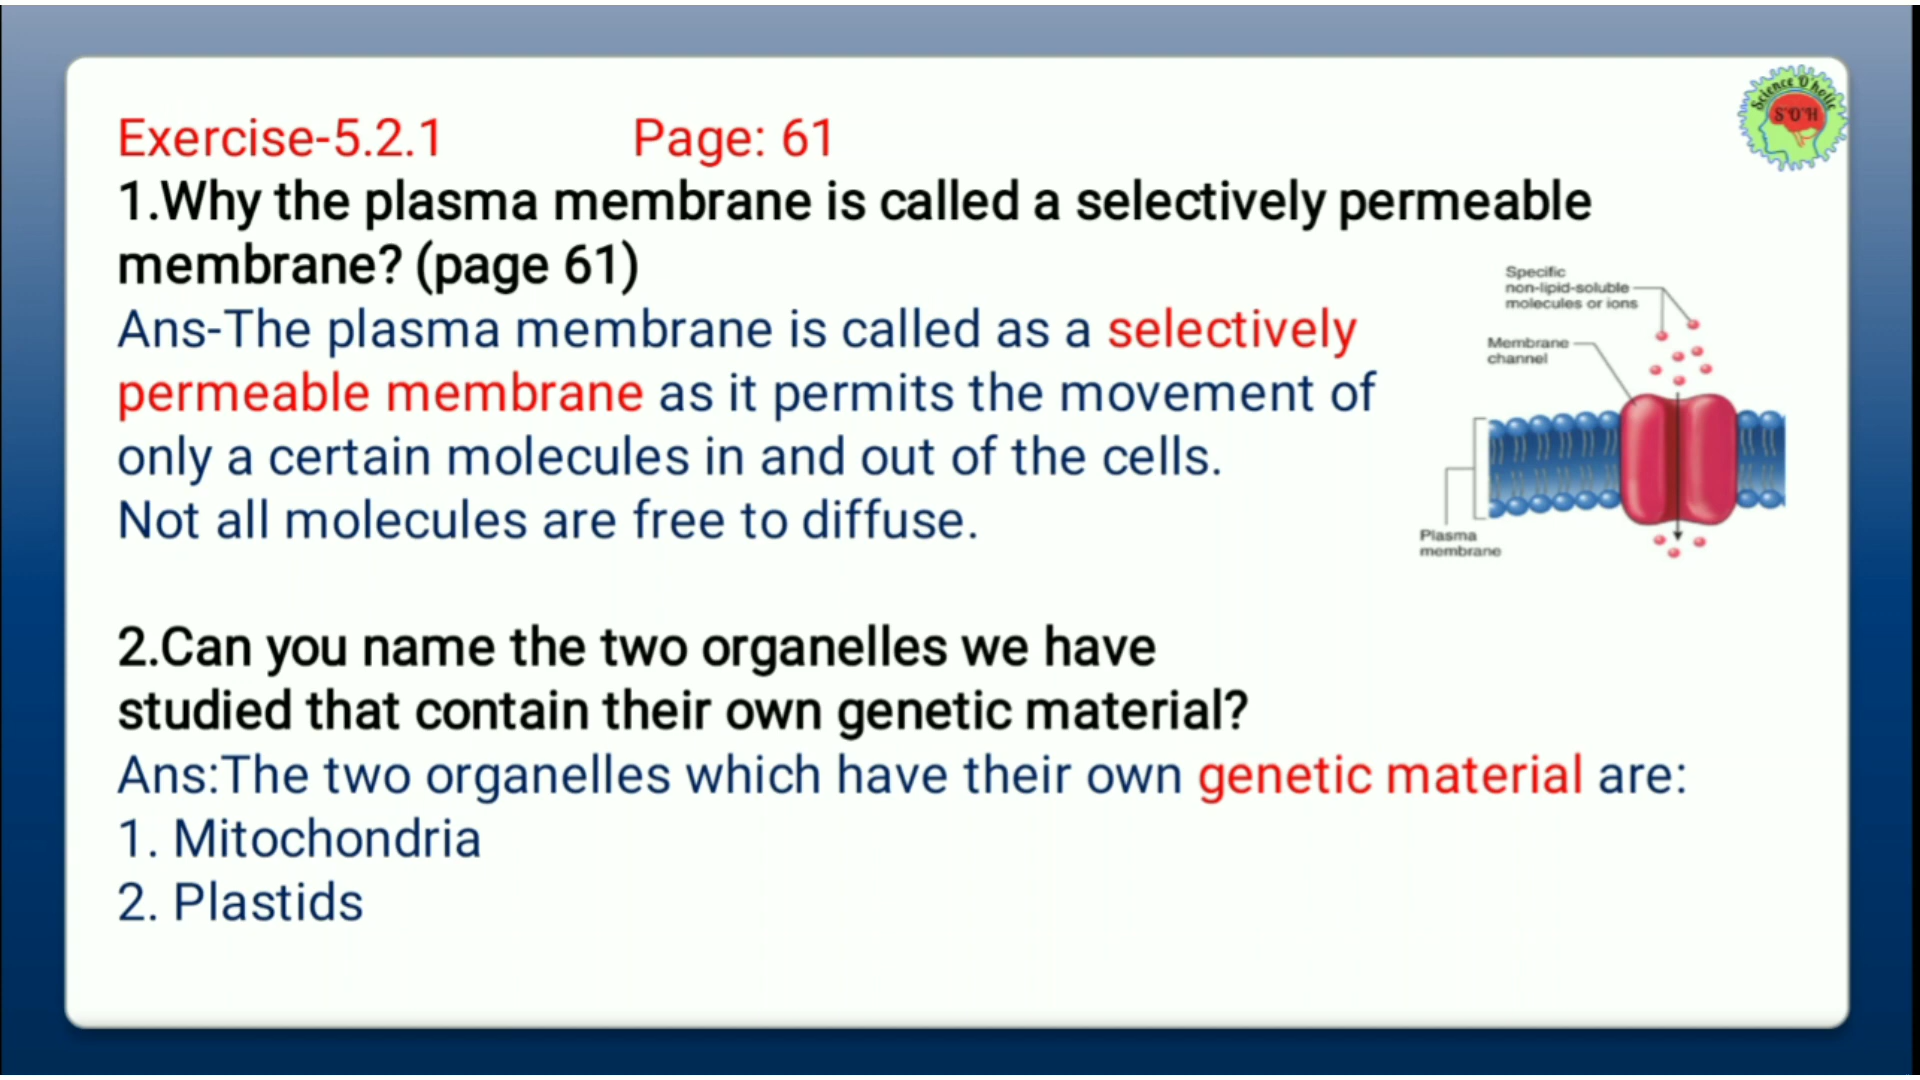 Science O'holic
S'O'H
Exercise-5.2.1 Page: 61
1.Why the plasma membrane is called a selectively permeable
membrane? (page 61)
Ans-The plasma membrane is called as a selectively
permeable membrane as it permits the movement of
only a certain molecules in and out of the cells.
Not all molecules are free to diffuse.
Specific
non-lipid-soluble
molecules or ions
Membrane
channel
Plasma
membrane
2.Can you name the two organelles we have
studied that contain their own genetic material?
Ans:The two organelles which have their own genetic material are:
1. Mitochondria
2. Plastids